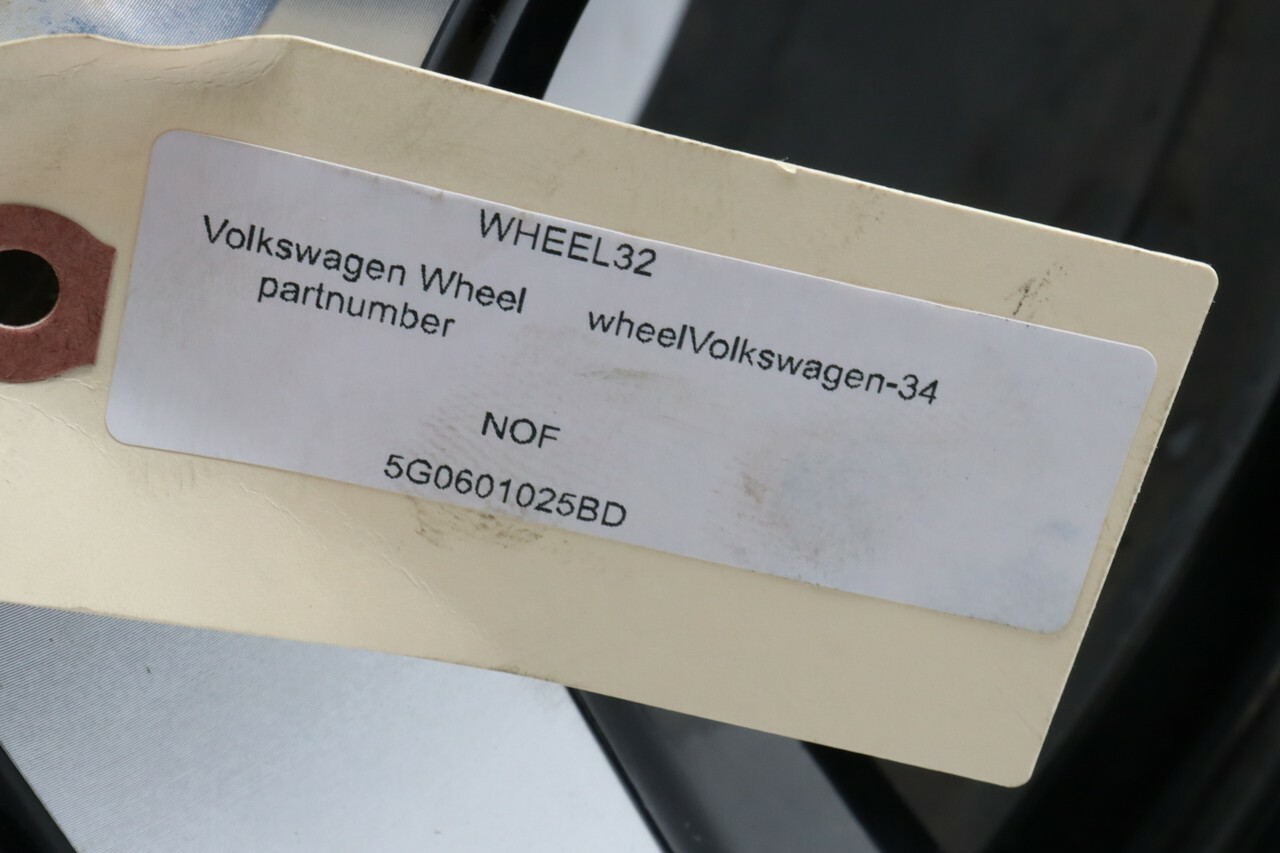 WHEEL32
Volkswagen Wheel
partnumber
wheelVolkswagen-34
NOF
5G0601025BD